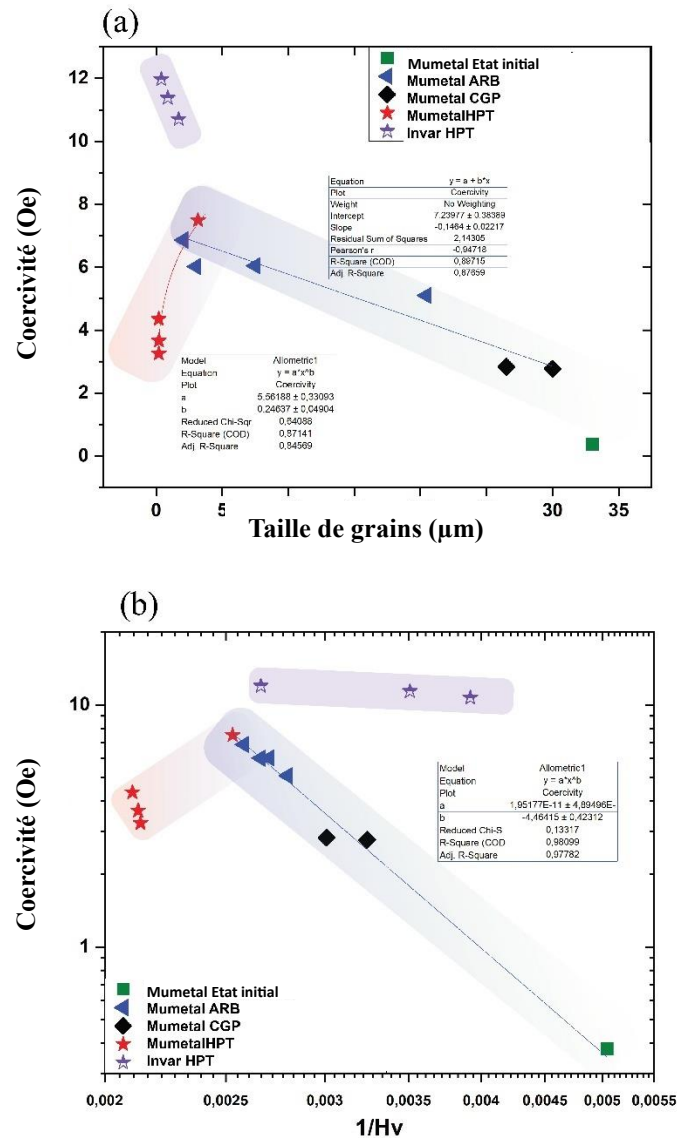 (a)
Mumetal Etat initial
Mumetal ARB
Mumetal CGP
MumetalHPT
Invar HPT
12
10
8
6
4
2
0
Coercivité (Oe)
Equation y = a + b*x
Plot Coercivity
Weight No Weighting
Intercept 7,23977 ± 0,38389
Slope -0,1464 ± 0,02217
Residual Sum of Squares 2,14305
Pearson's r -0,94718
R-Square (COD) 0,89715
Adj. R-Square 0,87659
Model Allometric1
Equation y = a*x^b
Plot Coercivity
a 5,56188 ± 0,33093
b 0,24637 ± 0,04904
Reduced Chi-Sqr 0,64088
R-Square (COD) 0,87141
Adj. R-Square 0,84569
0 5 30 35
Taille de grains (µm)
(b)
10
1
Coercivité (Oe)
Model Allometric1
Equation y = a*x^b
Plot Coercivity
a 1,95177E-11 ± 4,89496E-
b -4,46415 ± 0,42312
Reduced Chi-S 0,13317
R-Square (COD 0,98099
Adj. R-Square 0,97782
Mumetal Etat initial
Mumetal ARB
Mumetal CGP
MumetalHPT
Invar HPT
0,002 0,0025 0,003 0,0035 0,004 0,0045 0,005 0,0055
1/Hv